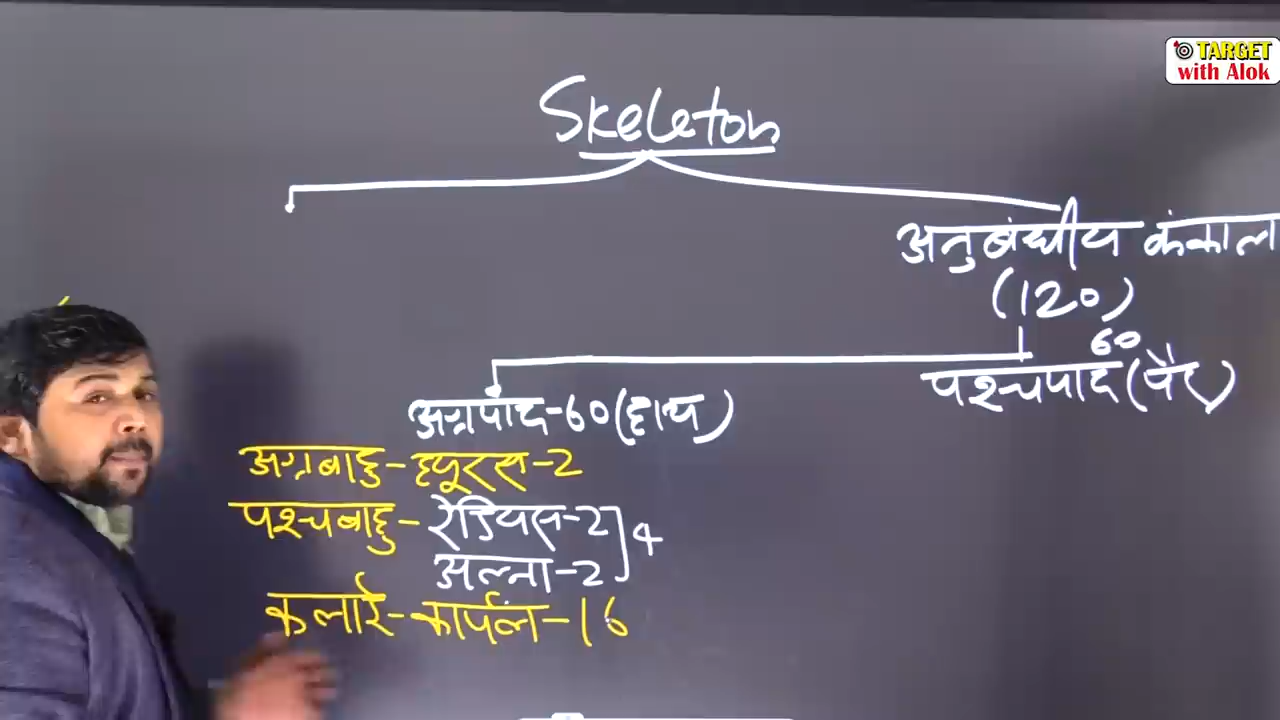 TARGET
with Alok
Skeleton
अनुबंधीय कंकाल
(120)
60
अग्रपाद-60(हाथ)
पश्चपाद(पैर)
अग्रबाहु-ह्यूरस-2
पश्चबाहु-रेडियस-2
अल्ना-2
4
कलाई-कार्पल-16